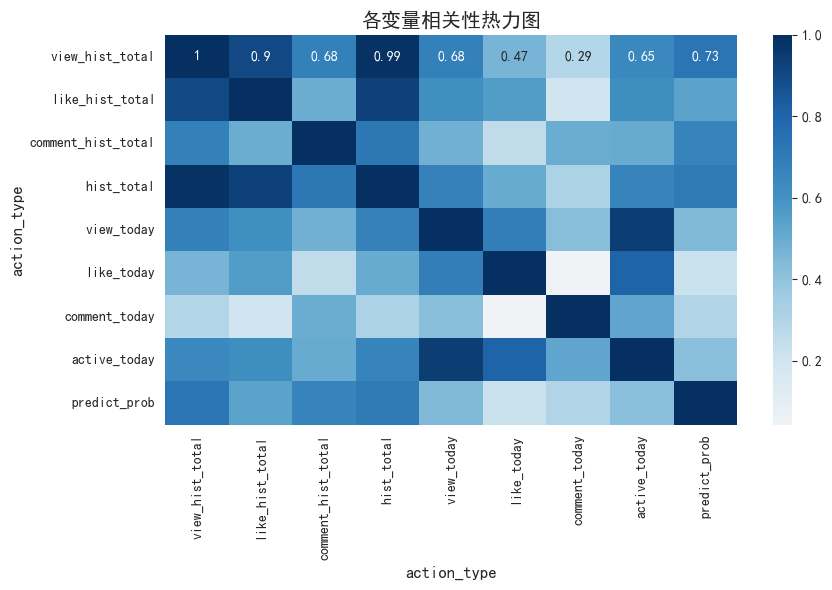 各变量相关性热力图
view_hist_total
1 0.9 0.68 0.99 0.68 0.47 0.29 0.65 0.73
like_hist_total
comment_hist_total
hist_total
view_today
like_today
comment_today
active_today
predict_prob
action_type
view_hist_total
like_hist_total
comment_hist_total
hist_total
view_today
like_today
comment_today
active_today
predict_prob
action_type
1.0
0.8
0.6
0.4
0.2